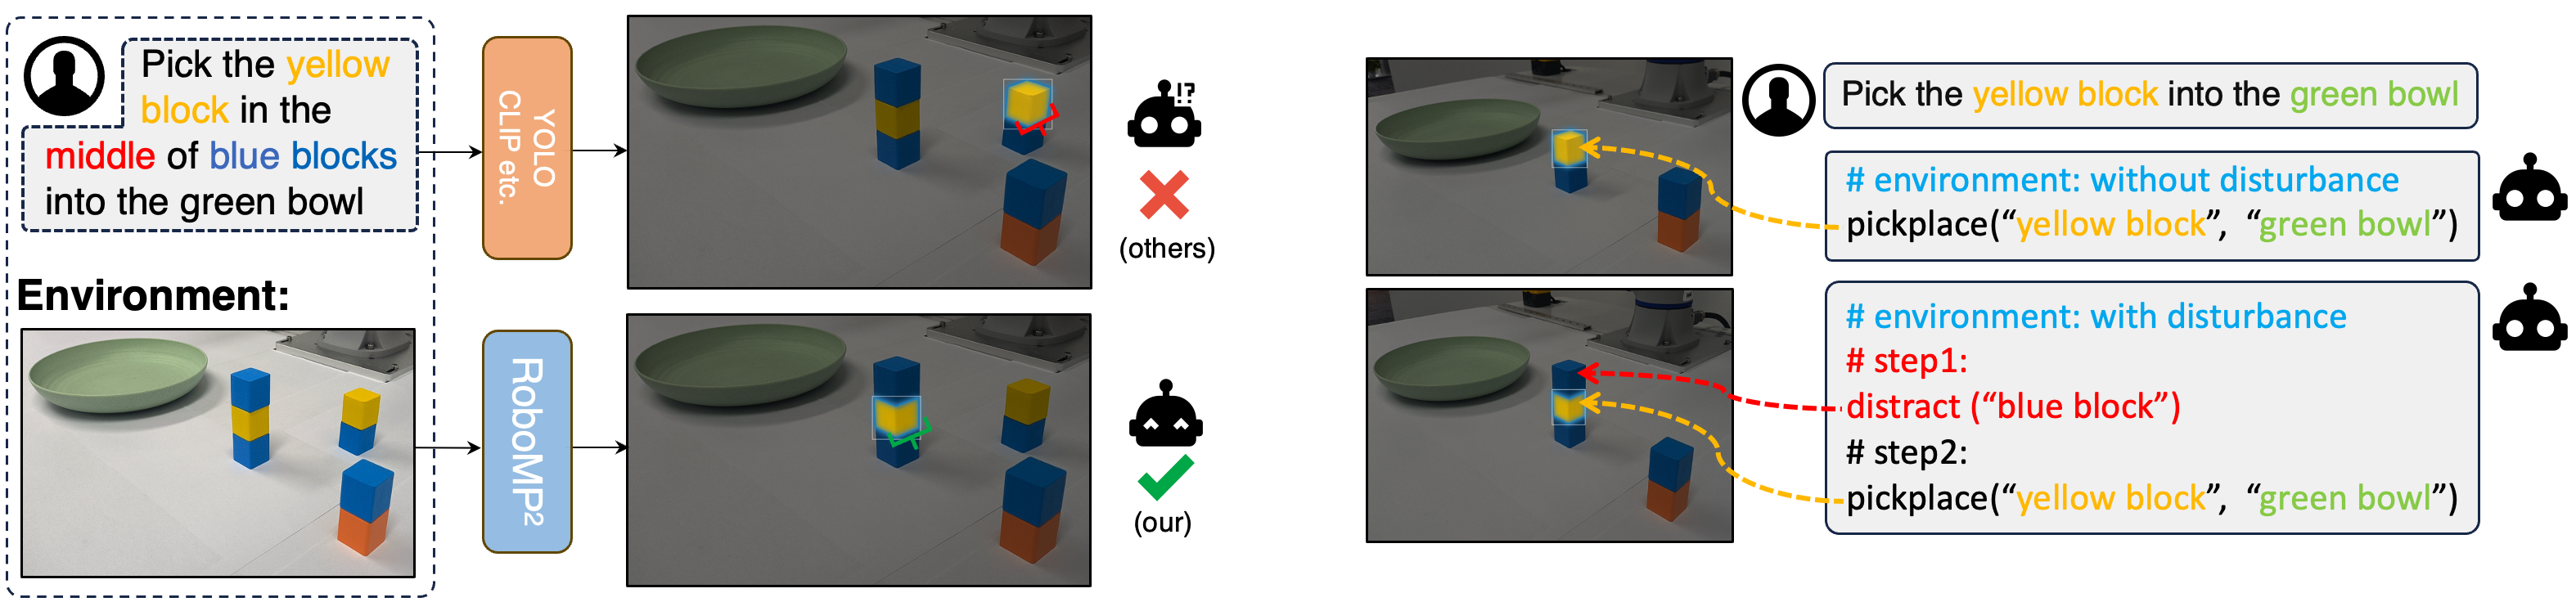 Pick the yellow
block in the
middle of blue blocks
into the green bowl
Environment:
YOLO
CLIP etc.
RoboMP²
!?
(others)
(our)
Pick the yellow block into the green bowl
# environment: without disturbance
pickplace(“yellow block”, “green bowl”)
# environment: with disturbance
# step1:
distract (“blue block”)
# step2:
pickplace(“yellow block”, “green bowl”)